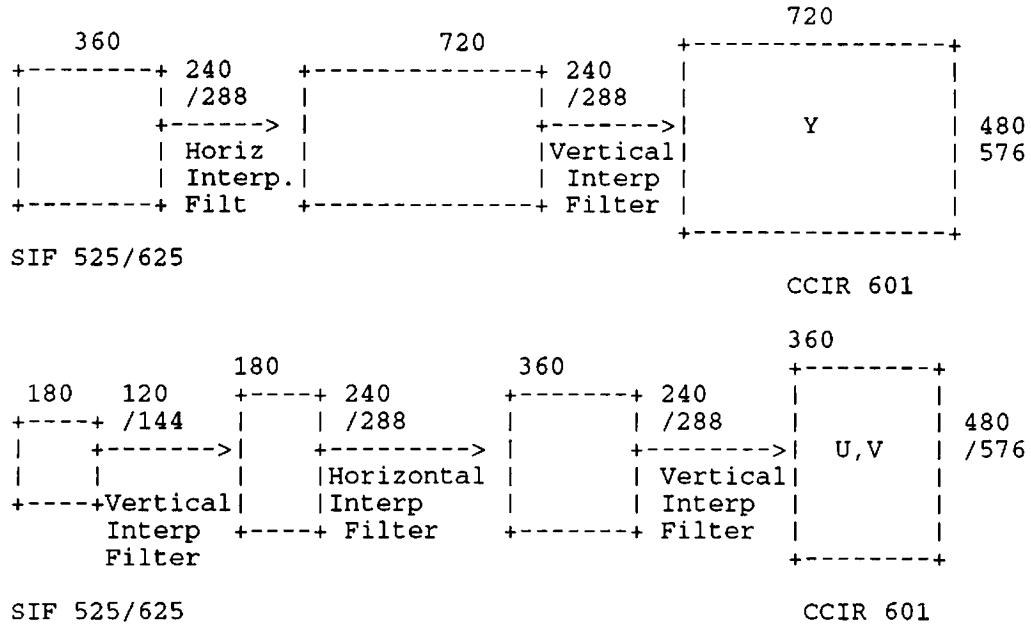 720
360 720
240 240
/288 /288
Y 480
576
Horiz Vertical
Interp. Interp
Filt Filter
SIF 525/625
CCIR 601
360
180 360
180 120 240 240
/144 /288 /288 480
U,V /576
Horizontal Vertical
Vertical Interp Interp
Interp Filter Filter
Filter
SIF 525/625 CCIR 601